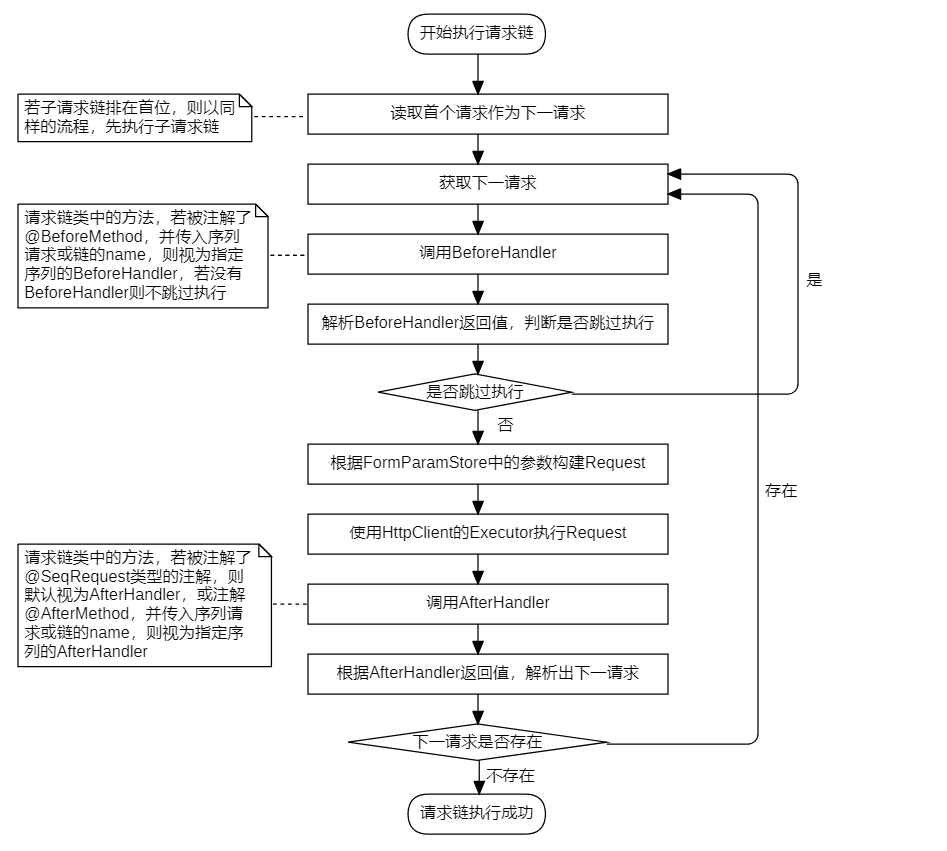 开始执行请求链
若子请求链排在首位，则以同
样的流程，先执行子请求链
读取首个请求作为下一请求
获取下一请求
请求链类中的方法，若被注解了
@BeforeMethod，并传入序列
请求或链的name，则视为指定
序列的BeforeHandler，若没有
BeforeHandler则不跳过执行
调用BeforeHandler
是
解析BeforeHandler返回值，判断是否跳过执行
是否跳过执行
否
根据FormParamStore中的参数构建Request
存在
使用HttpClient的Executor执行Request
请求链类中的方法，若被注解了
@SeqRequest类型的注解，则
默认视为AfterHandler，或注解
@AfterMethod，并传入序列请
求或链的name，则视为指定序
列的AfterHandler
调用AfterHandler
根据AfterHandler返回值，解析出下一请求
下一请求是否存在
不存在
请求链执行成功